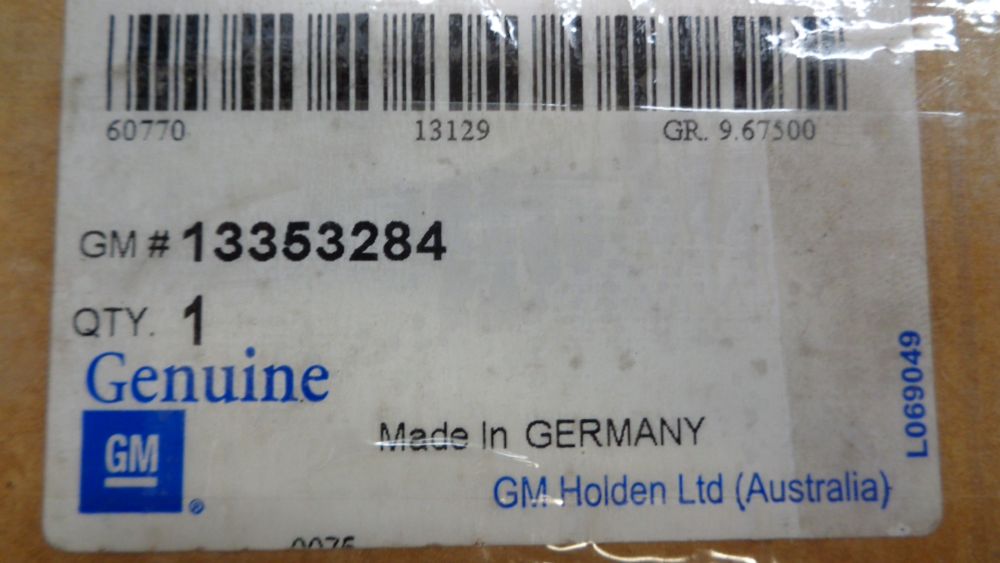 60770 13129 GR. 9.67500
GM # 13353284
QTY. 1
Genuine
GM
®
Made In GERMANY
GM Holden Ltd (Australia)
L069049